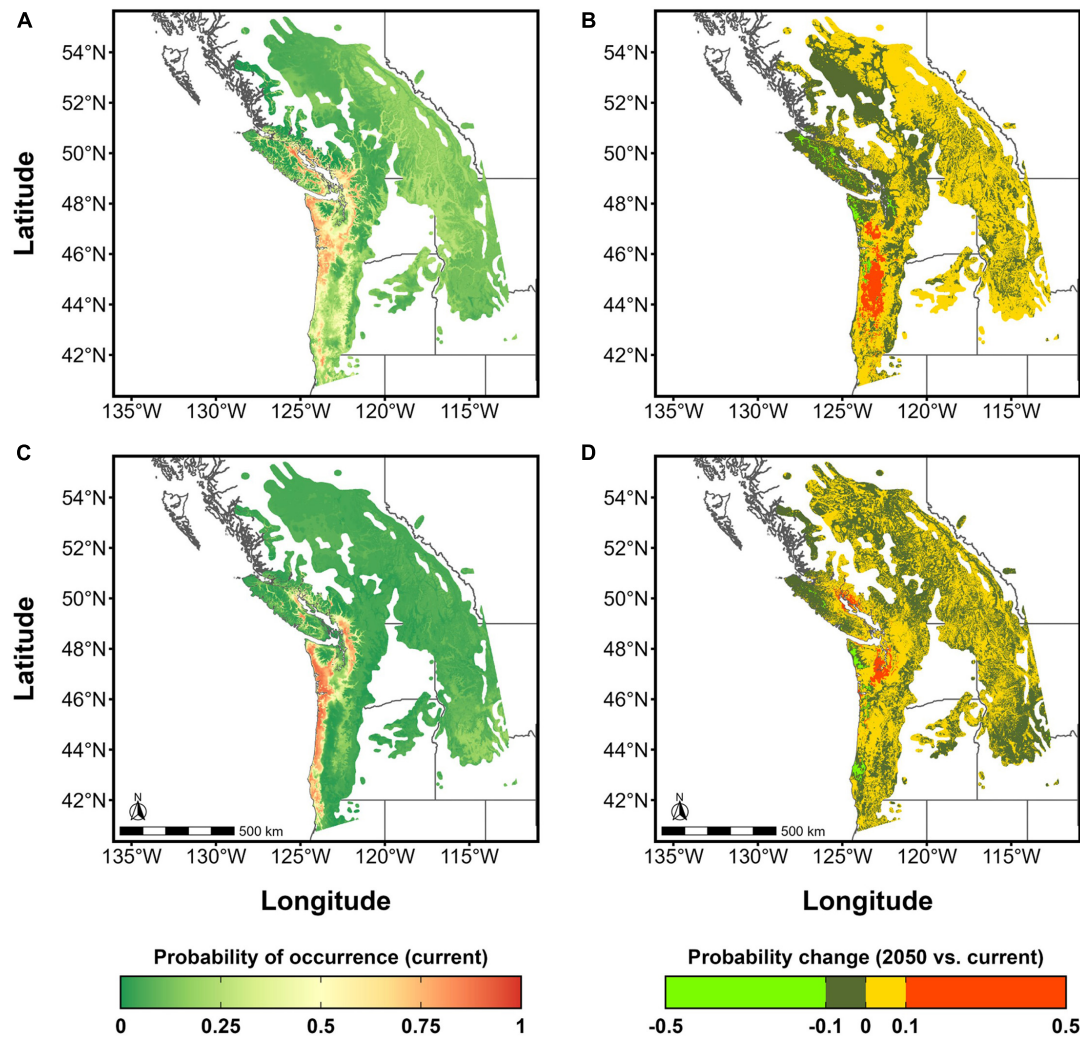 A
B
Latitude
54°N
52°N
50°N
48°N
46°N
44°N
42°N
135°W
130°W
125°W
120°W
115°W
54°N
52°N
50°N
48°N
46°N
44°N
42°N
135°W
130°W
125°W
120°W
115°W
C
D
Latitude
54°N
52°N
50°N
48°N
46°N
44°N
42°N
N
500 km
135°W
130°W
125°W
120°W
115°W
54°N
52°N
50°N
48°N
46°N
44°N
42°N
N
500 km
135°W
130°W
125°W
120°W
115°W
Longitude
Longitude
Probability of occurrence (current)
0
0.25
0.5
0.75
1
Probability change (2050 vs. current)
-0.5
-0.1
0
0.1
0.5